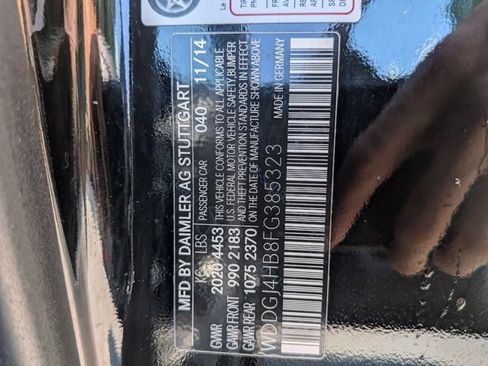 MFD BY DAIMLER AG STUTTGART
KG LBS PASSENGER CAR 040 11/14
GVWR 2020 4453 THIS VEHICLE CONFORMS TO ALL APPLICABLE
GAWR FRONT 990 2183 U.S. FEDERAL MOTOR VEHICLE SAFETY,BUMPER
GAWR REAR 1075 2370 AND THEFT PREVENTION STANDARDS IN EFFECT
ON THE DATE OF MANUFACTURE SHOWN ABOVE
WDDGJ4HB8FG385323 MADE IN GERMANY